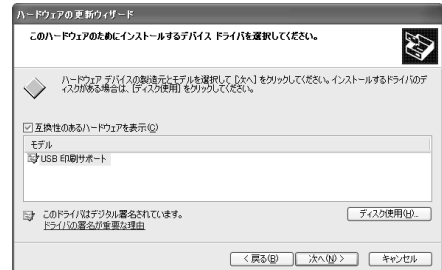 ハードウェアの更新ウィザード
このハードウェアのためにインストールするデバイス ドライバを選択してください。
ハードウェア デバイスの製造元とモデルを選択して [次へ] をクリックしてください。インストールするドライバのデ
ィスクがある場合は、[ディスク使用] をクリックしてください。
互換性のあるハードウェアを表示(C)
モデル
USB 印刷サポート
このドライバはデジタル署名されています。
ドライバの署名が重要な理由
ディスク使用(H)...
< 戻る(B)
次へ(N) >
キャンセル